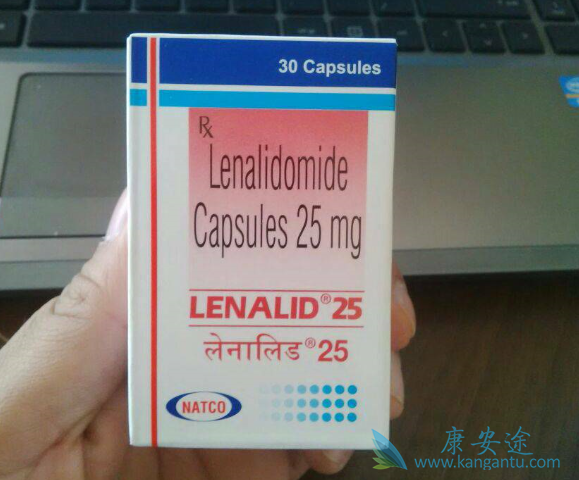 30 Capsules
Rx
Lenalidomide
Capsules 25 mg
LENALID® 25
लेनालिड® 25
NATCO
康安途
www.kangantu.com